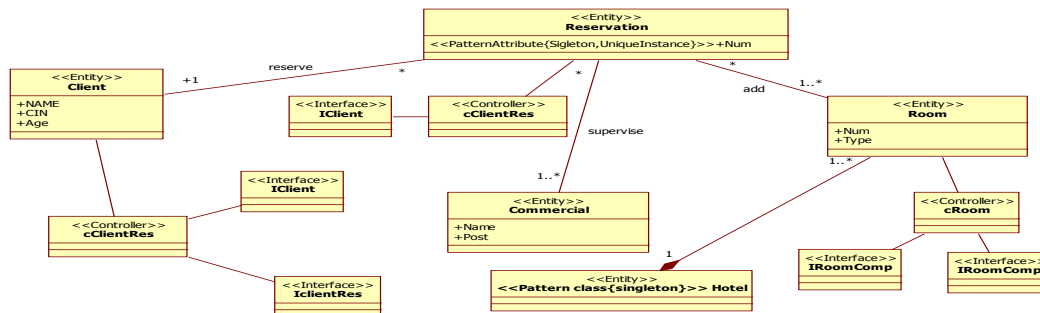 <<Entity>>
Reservation
<<PatternAttribute{Sigleton,UniqueInstance}>>+Num
reserve
+1
*
*
*
1..*
add
<<Entity>>
Client
+NAME
+CIN
+Age
<<Interface>>
IClient
<<Controller>>
cClientRes
supervise
1..*
<<Entity>>
Room
+Num
+Type
1..*
<<Interface>>
IClient
<<Controller>>
cClientRes
<<Interface>>
IclientRes
<<Entity>>
Commercial
+Name
+Post
<<Controller>>
cRoom
<<Interface>>
IRoomComp
<<Interface>>
IRoomComp
1
<<Entity>>
<<Pattern class{singleton}>> Hotel